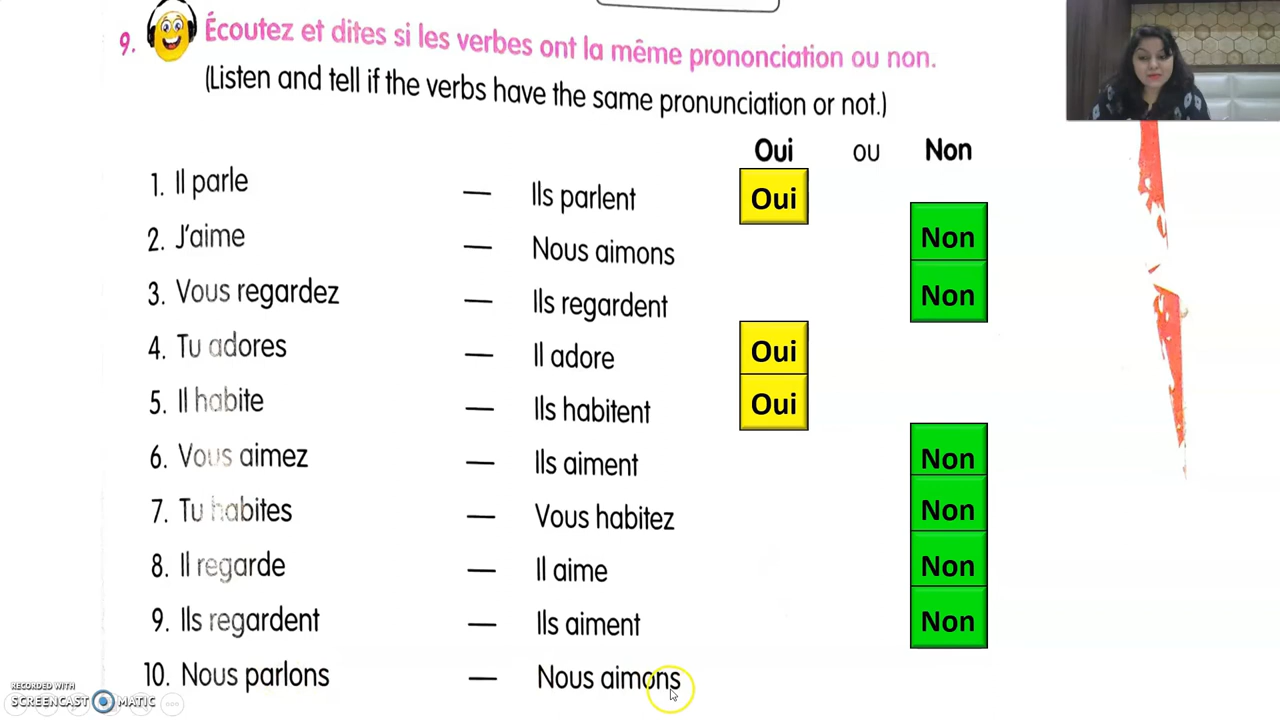 9. Écoutez et dites si les verbes ont la même prononciation ou non.
(Listen and tell if the verbs have the same pronunciation or not.)
Oui ou Non
1. Il parle — Ils parlent Oui
2. J'aime — Nous aimons Non
3. Vous regardez — Ils regardent Non
4. Tu adores — Il adore Oui
5. Il habite — Ils habitent Oui
6. Vous aimez — Ils aiment Non
7. Tu habites — Vous habitez Non
8. Il regarde — Il aime Non
9. Ils regardent — Ils aiment Non
10. Nous parlons — Nous aimons
RECORDED WITH
SCREENCAST MATIC